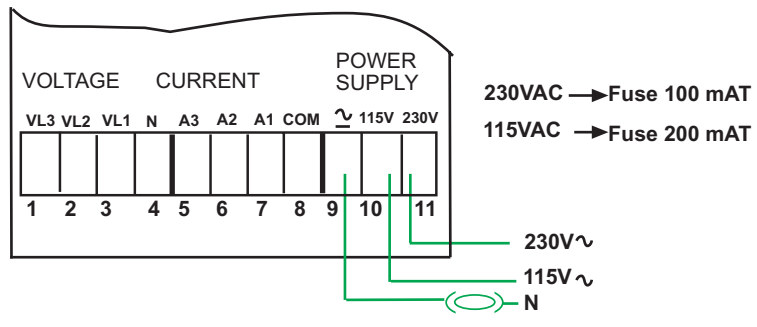 VOLTAGE CURRENT POWER SUPPLY
VL3 VL2 VL1 N A3 A2 A1 COM ∿ 115V 230V
1 2 3 4 5 6 7 8 9 10 11
230VAC → Fuse 100 mAT
115VAC → Fuse 200 mAT
230V∿
115V∿
N